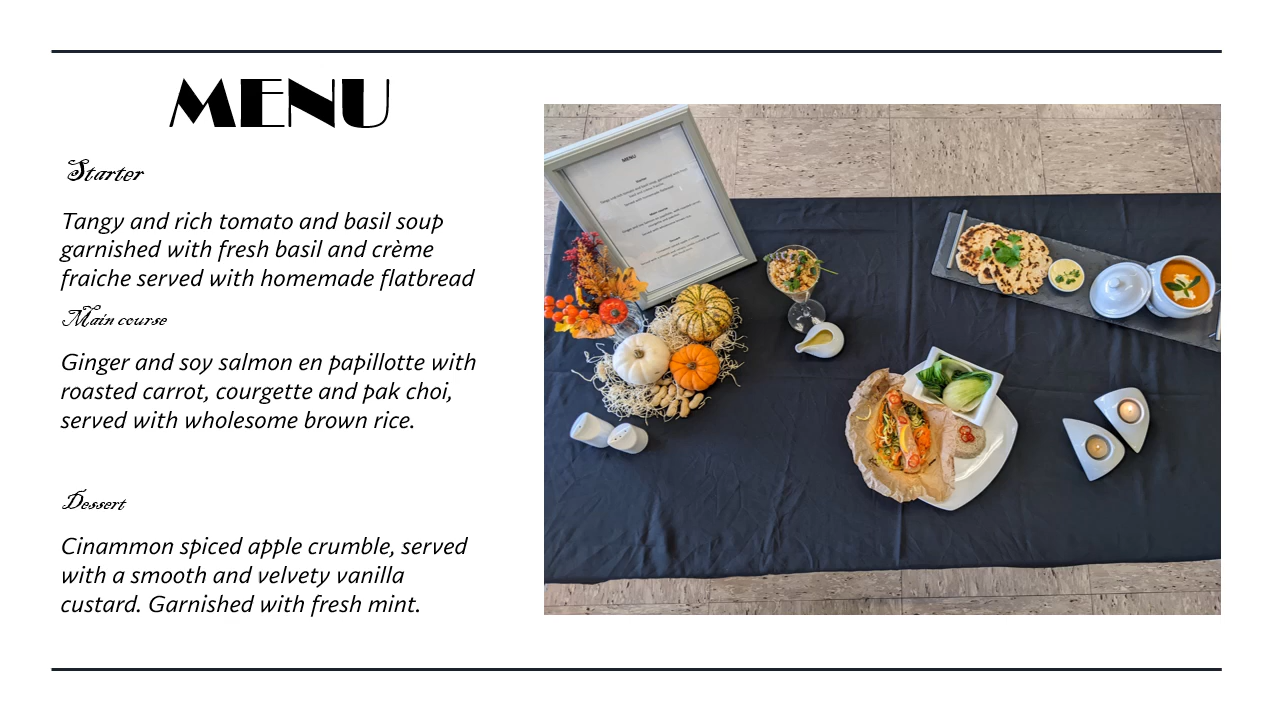 MENU
Starter
Tangy and rich tomato and basil soup
garnished with fresh basil and crème
fraiche served with homemade flatbread
Main course
Ginger and soy salmon en papillotte with
roasted carrot, courgette and pak choi,
served with wholesome brown rice.
Dessert
Cinammon spiced apple crumble, served
with a smooth and velvety vanilla
custard. Garnished with fresh mint.
MENU